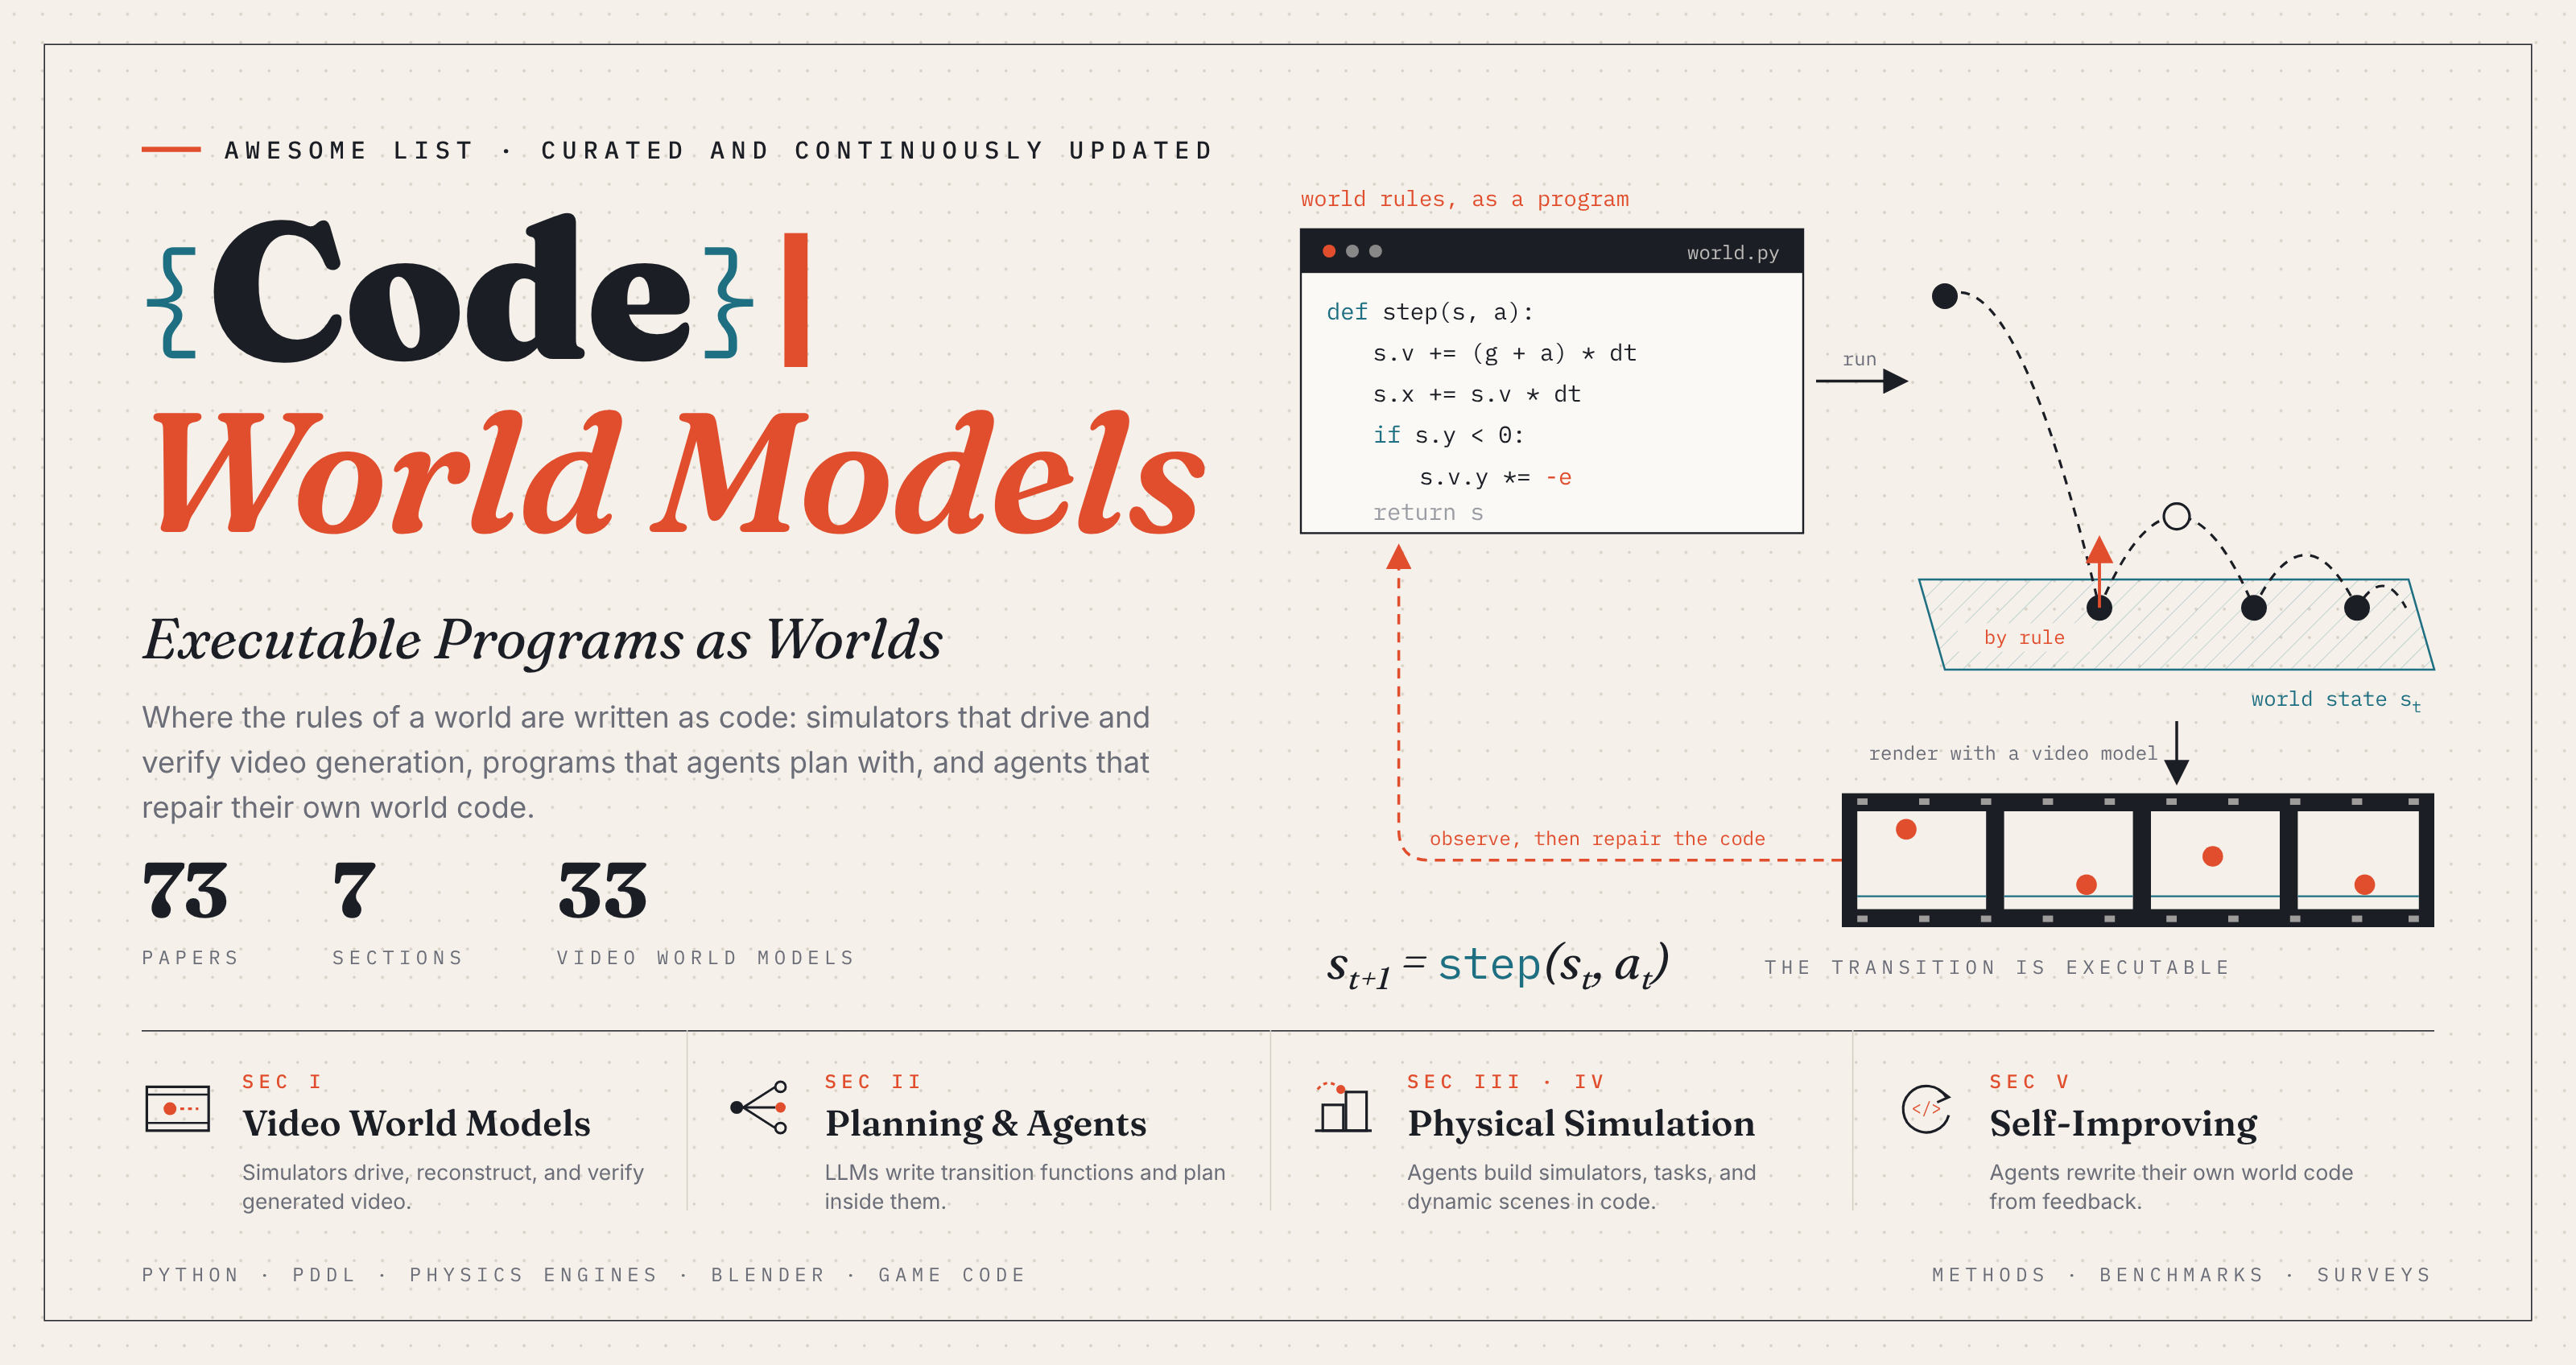 AWESOME LIST · CURATED AND CONTINUOUSLY UPDATED
{Code}
World Models
Executable Programs as Worlds
Where the rules of a world are written as code: simulators that drive and
verify video generation, programs that agents plan with, and agents that
repair their own world code.
73
PAPERS
7
SECTIONS
33
VIDEO WORLD MODELS
world rules, as a program
world.py
def step(s, a):
s.v += (g + a) * dt
s.x += s.v * dt
if s.y < 0:
s.v.y *= -e
return s
run
by rule
world state s_t
render with a video model
observe, then repair the code
s_{t+1} = step(s_t, a_t)
THE TRANSITION IS EXECUTABLE
SEC I
Video World Models
Simulators drive, reconstruct, and verify
generated video.
SEC II
Planning & Agents
LLMs write transition functions and plan
inside them.
SEC III · IV
Physical Simulation
Agents build simulators, tasks, and
dynamic scenes in code.
</>
SEC V
Self-Improving
Agents rewrite their own world code
from feedback.
PYTHON · PDDL · PHYSICS ENGINES · BLENDER · GAME CODE
METHODS · BENCHMARKS · SURVEYS